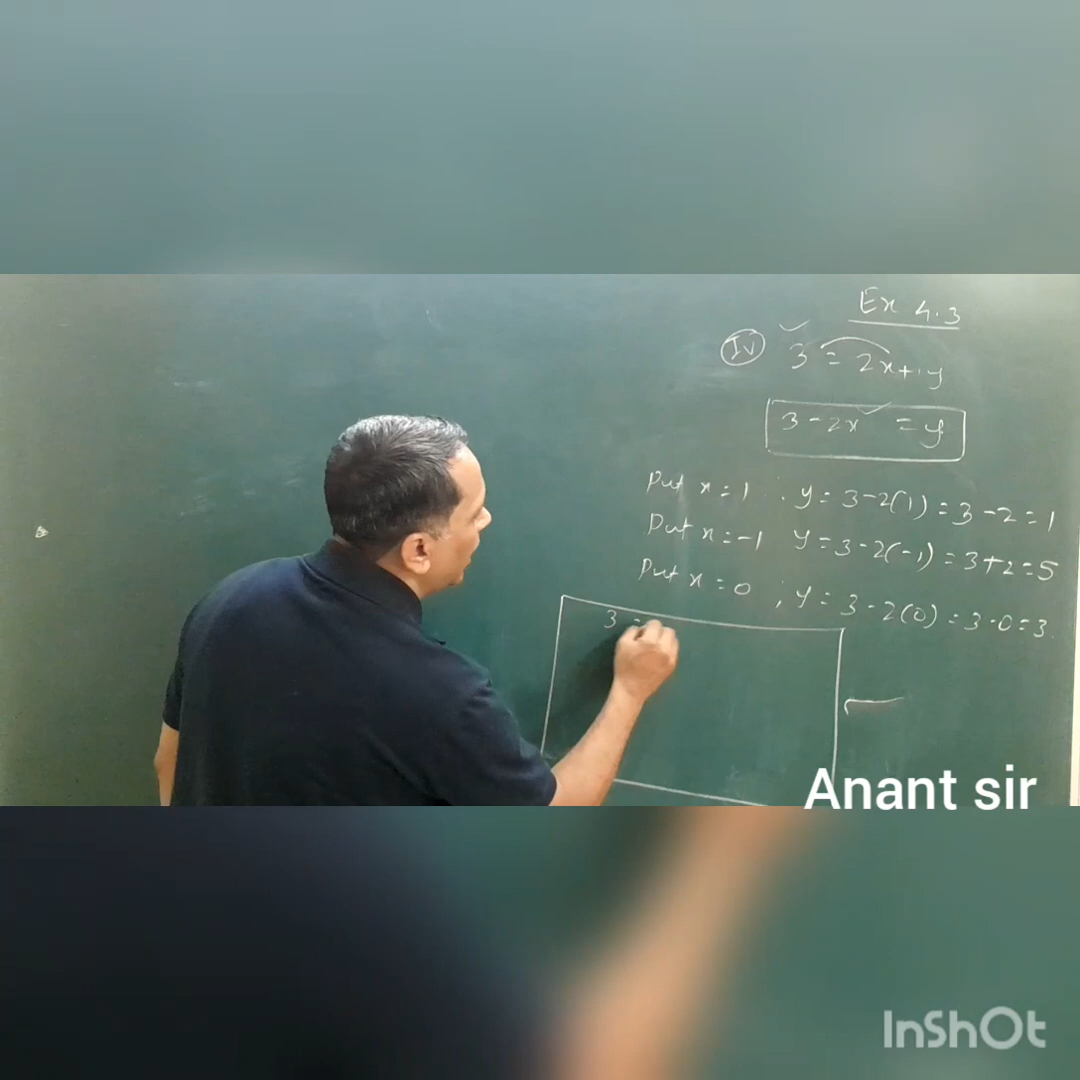 Ex 4.3
(iv) 3 = 2x + y
3 - 2x = y
Put x = 1 ∴ y = 3 - 2(1) = 3 - 2 = 1
Put x = -1 y = 3 - 2(-1) = 3 + 2 = 5
Put x = 0 ; y = 3 - 2(0) = 3 - 0 = 3.
3 =
Anant sir
InShOt